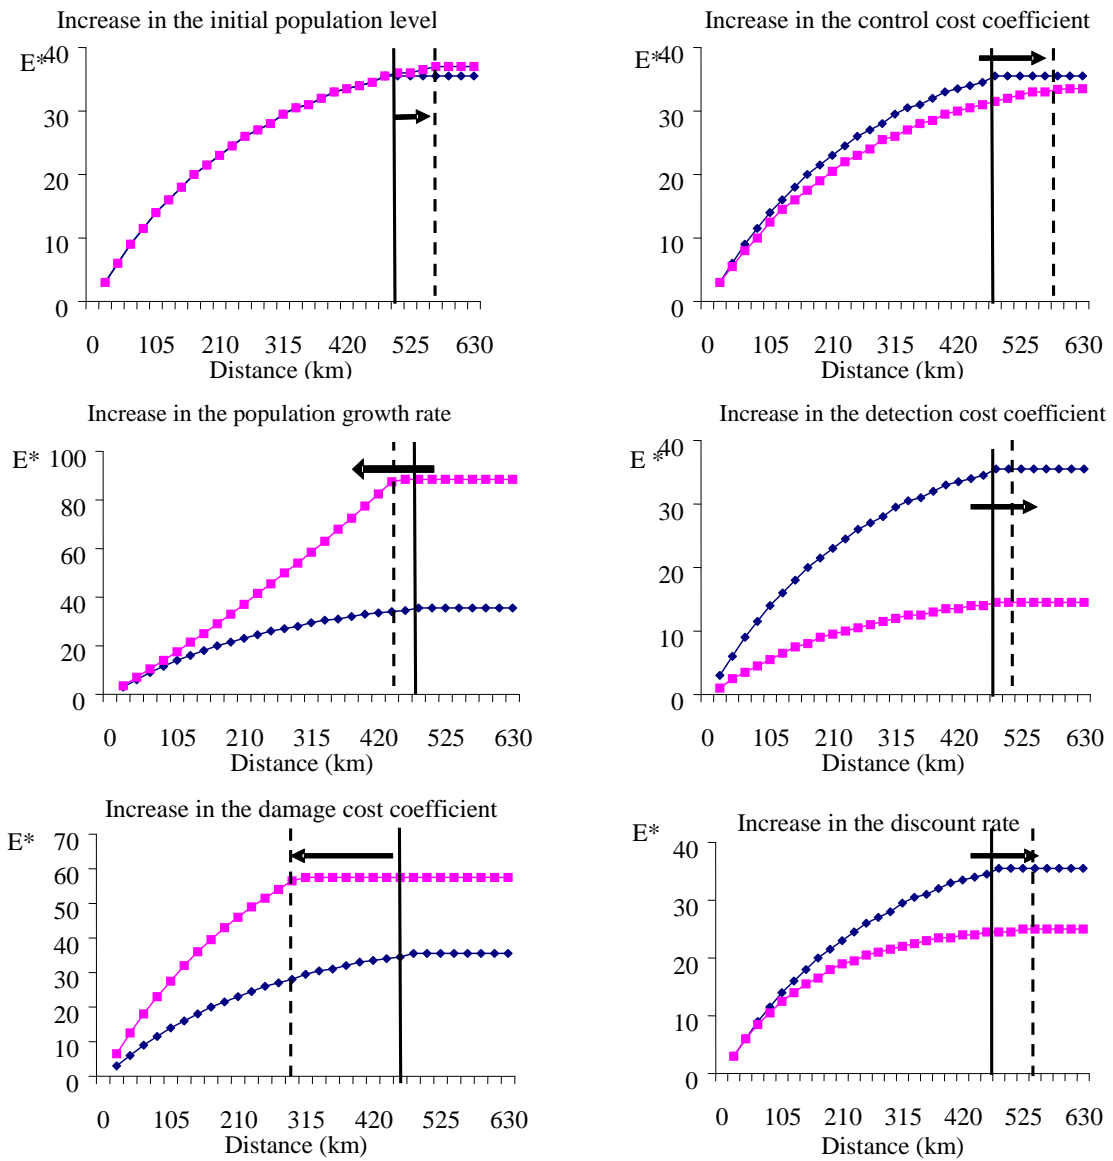 Increase in the initial population level
E*
40
30
20
10
0
0 105 210 315 420 525 630
Distance (km)
Increase in the control cost coefficient
E*
40
30
20
10
0
0 105 210 315 420 525 630
Distance (km)
Increase in the population growth rate
E*
100
80
60
40
20
0
0 105 210 315 420 525 630
Distance (km)
Increase in the detection cost coefficient
E*
40
30
20
10
0
0 105 210 315 420 525 630
Distance (km)
Increase in the damage cost coefficient
E*
70
60
50
40
30
20
10
0
0 105 210 315 420 525 630
Distance (km)
Increase in the discount rate
E*
40
30
20
10
0
0 105 210 315 420 525 630
Distance (km)